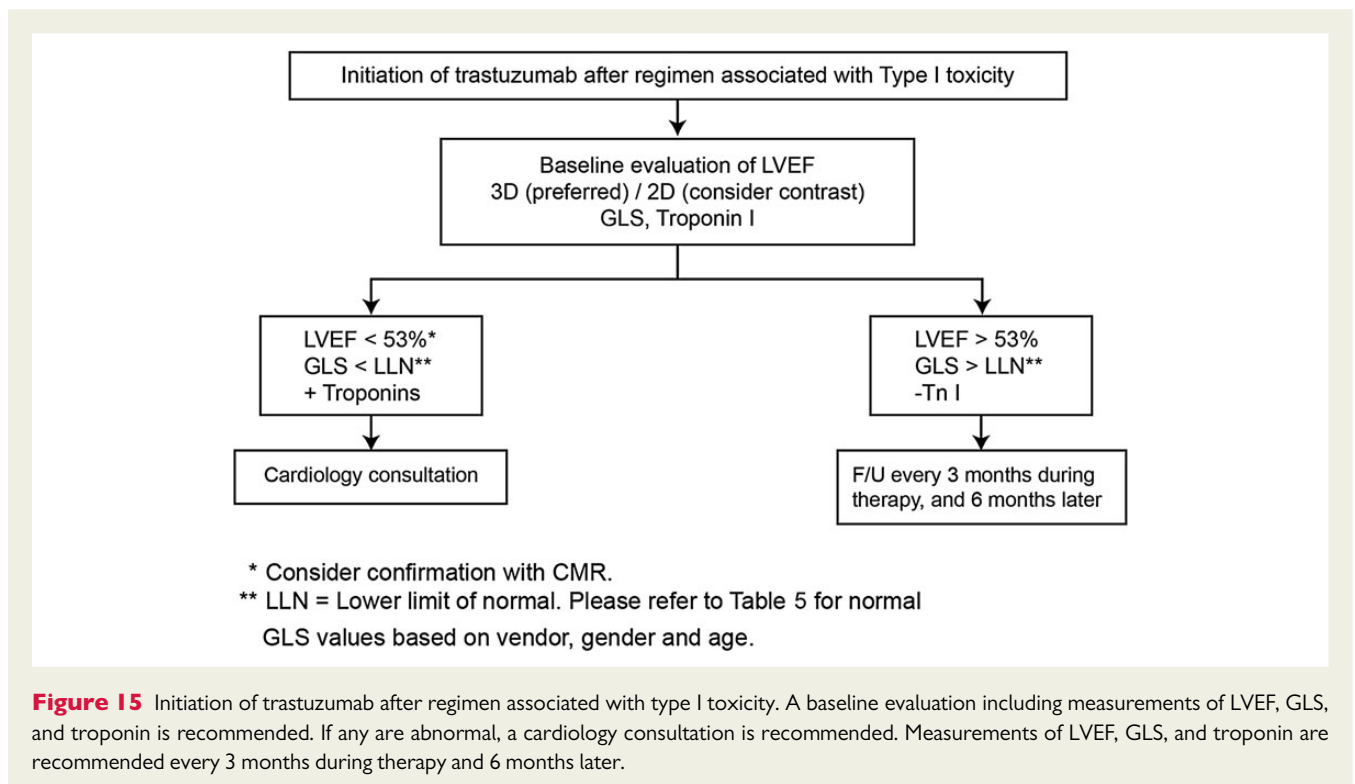 Initiation of trastuzumab after regimen associated with Type I toxicity
Baseline evaluation of LVEF
3D (preferred) / 2D (consider contrast)
GLS, Troponin I
LVEF < 53%*
GLS < LLN**
+ Troponins
LVEF > 53%
GLS > LLN**
-Tn I
Cardiology consultation
F/U every 3 months during
therapy, and 6 months later
* Consider confirmation with CMR.
** LLN = Lower limit of normal. Please refer to Table 5 for normal
GLS values based on vendor, gender and age.
Figure 15 Initiation of trastuzumab after regimen associated with type I toxicity. A baseline evaluation including measurements of LVEF, GLS,
and troponin is recommended. If any are abnormal, a cardiology consultation is recommended. Measurements of LVEF, GLS, and troponin are
recommended every 3 months during therapy and 6 months later.